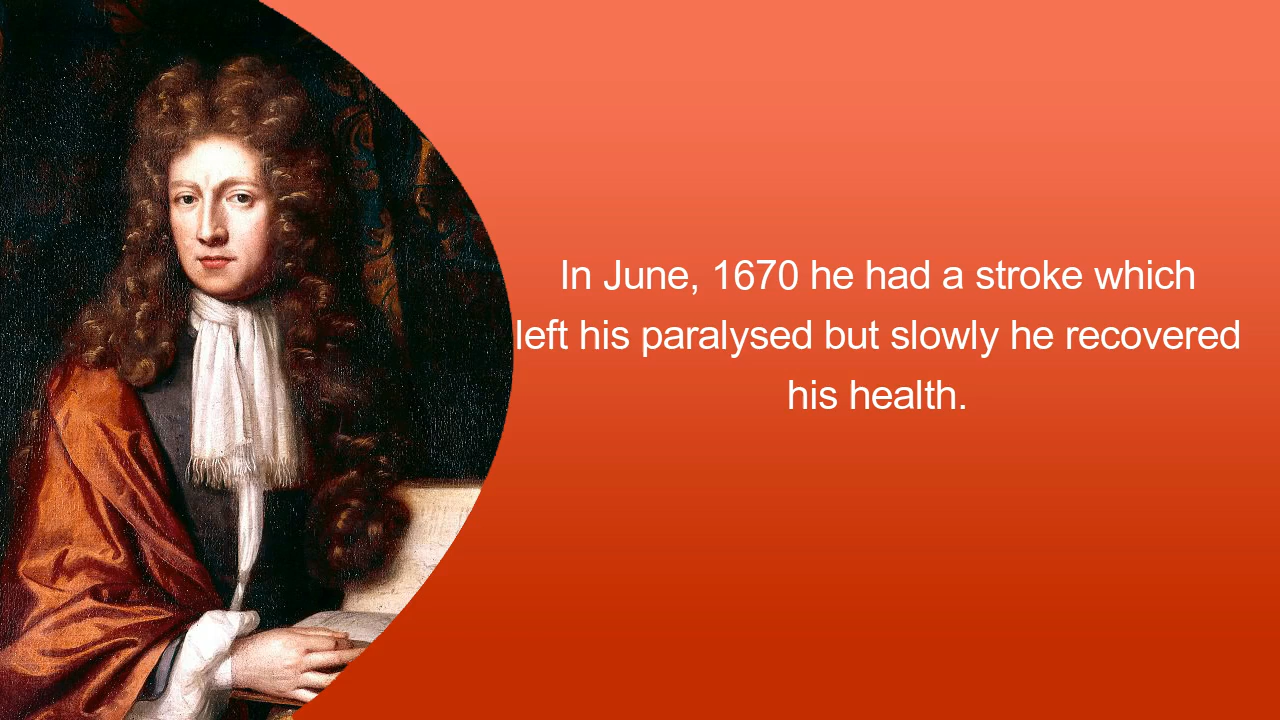 In June, 1670 he had a stroke which
left his paralysed but slowly he recovered
his health.